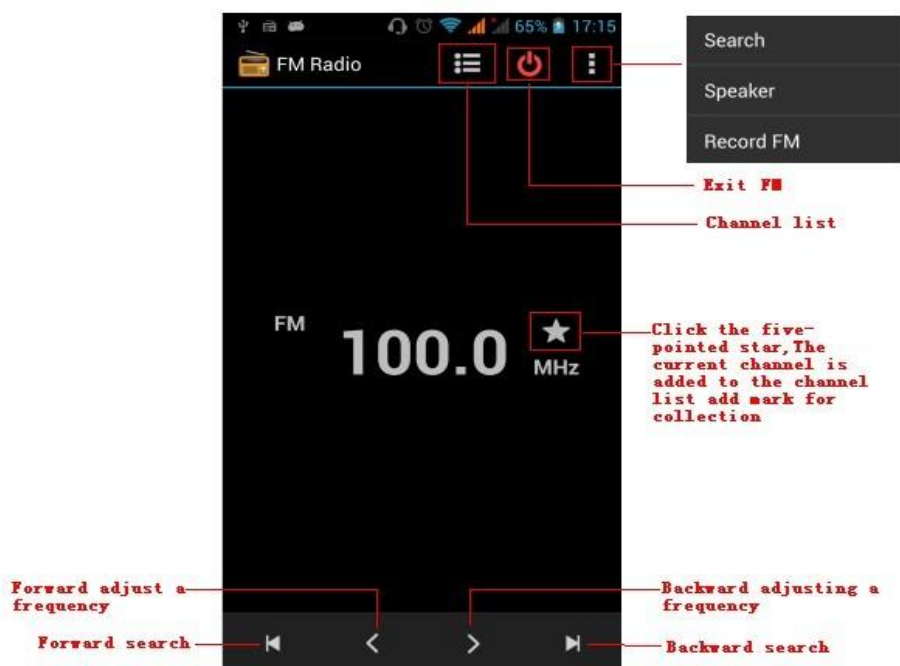 65% 17:15
FM Radio
Search
Speaker
Record FM
Exit FM
Channel list
FM
100.0
MHz
Click the five-
pointed star,The
current channel is
added to the channel
list add mark for
collection
Forward adjust a
frequency
Backward adjusting a
frequency
Forward search
Backward search